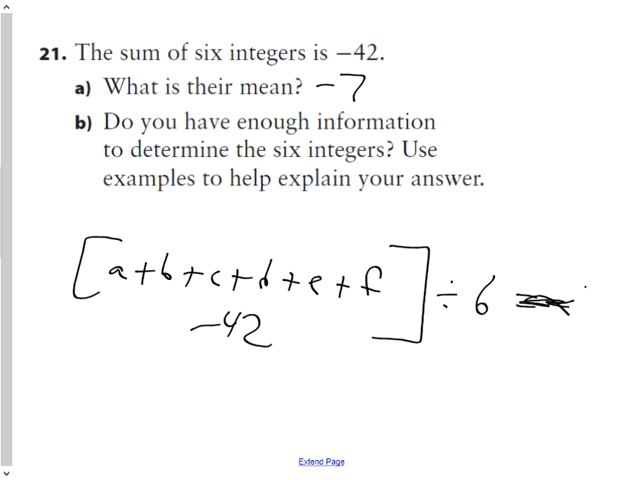 21. The sum of six integers is −42.
a) What is their mean? −7
b) Do you have enough information
to determine the six integers? Use
examples to help explain your answer.
[a+b+c+d+e+f] ÷ 6
−42
Extend Page